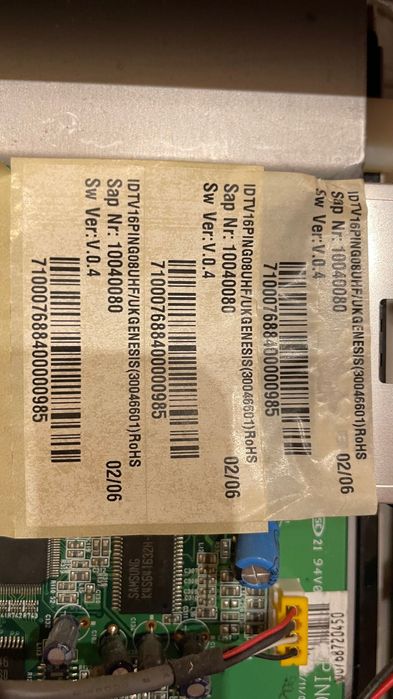 IDTV16PING08UHF/UKGENESIS(30046601)RoHS
Sap Nr: 10040080 02/06
Sw Ver:V.0.4
710007688400000985
IDTV16PING08UHF/UKGENESIS(30046601)RoHS
Sap Nr: 10040080 02/06
Sw Ver:V.0.4
710007688400000985
IDTV16PING08UHF/UKGENESIS(30046601)RoHS
Sap Nr: 10040080 02/06
Sw Ver:V.0.4
710007688400000985
SAMSUNG
21 94V0